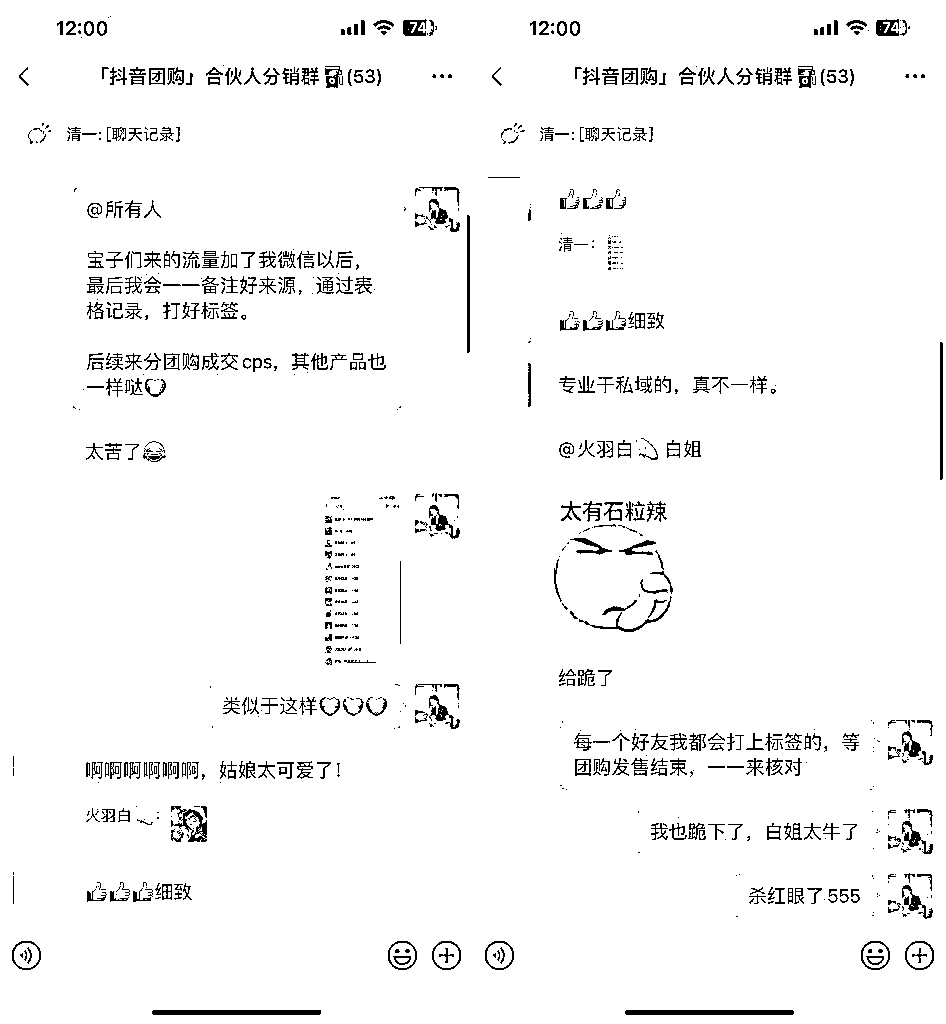 12:00
74
「抖音团购」合伙人分销群(53)
清一:[聊天记录]
@所有人
宝子们来的流量加了我微信以后，
最后我会一一备注好来源，通过表
格记录，打好标签。
后续来分团购成交cps，其他产品也
一样哒
太苦了
类似于这样
啊啊啊啊啊啊，姑娘太可爱了！
火羽白 ：
细致
12:00
74
「抖音团购」合伙人分销群(53)
清一:[聊天记录]
清一：
细致
专业干私域的，真不一样。
@火羽白 白姐
太有石粒辣
给跪了
每一个好友我都会打上标签的，等
团购发售结束，一一来核对
我也跪下了，白姐太牛了
杀红眼了555